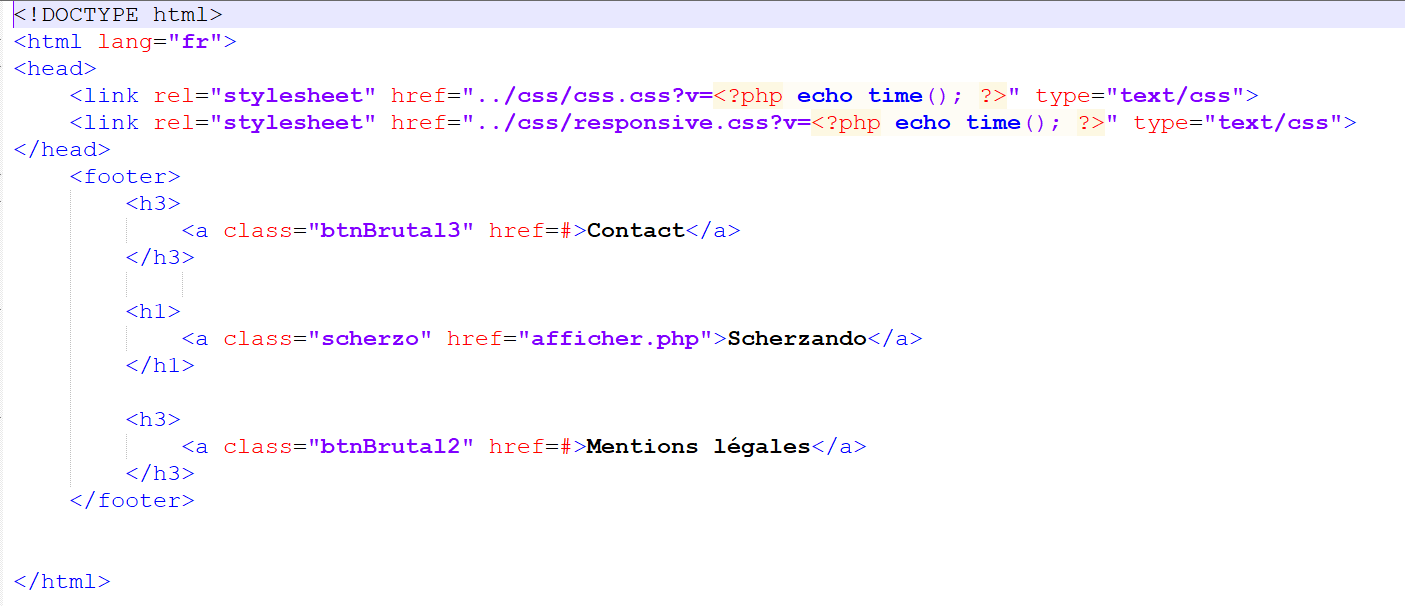 <!DOCTYPE html>
<html lang="fr">
<head>
    <link rel="stylesheet" href="../css/css.css?v=<?php echo time(); ?>" type="text/css">
    <link rel="stylesheet" href="../css/responsive.css?v=<?php echo time(); ?>" type="text/css">
</head>
    <footer>
        <h3>
            <a class="btnBrutal3" href=#>Contact</a>
        </h3>
        <h1>
            <a class="scherzo" href="afficher.php">Scherzando</a>
        </h1>
        <h3>
            <a class="btnBrutal2" href=#>Mentions légales</a>
        </h3>
    </footer>
</html>